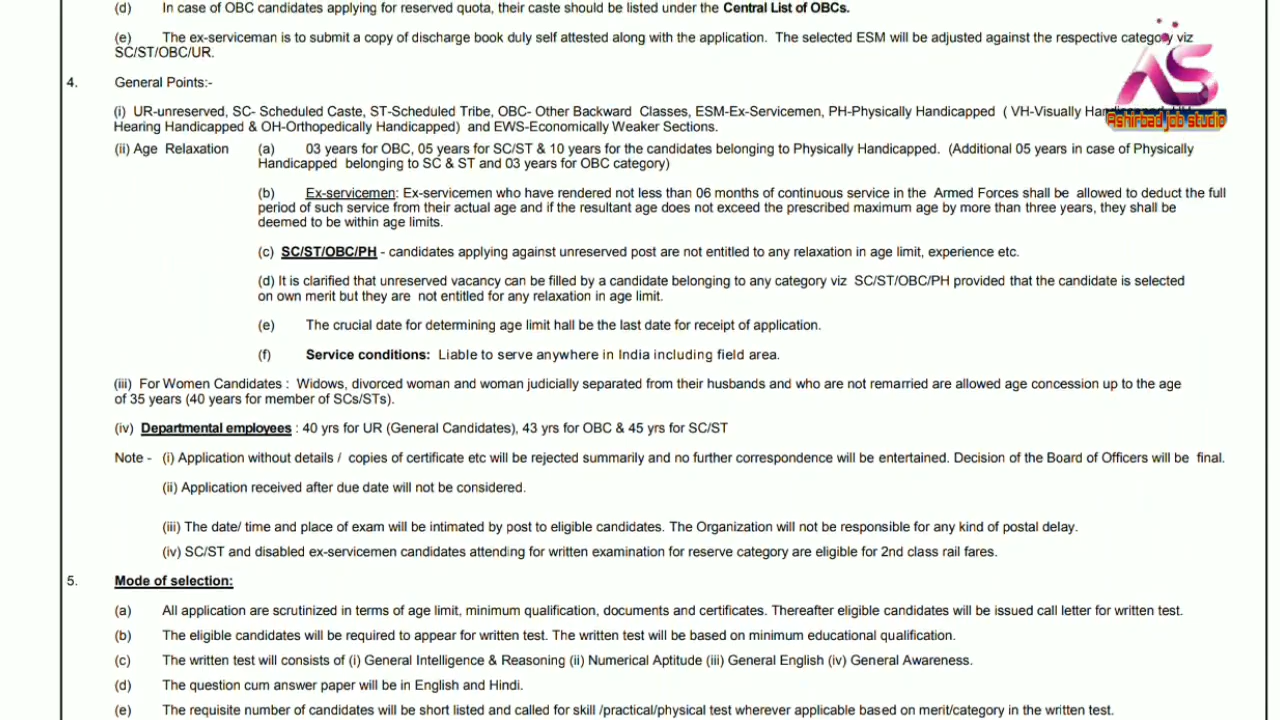 (d) In case of OBC candidates applying for reserved quota, their caste should be listed under the Central List of OBCs.
(e) The ex-serviceman is to submit a copy of discharge book duly self attested along with the application. The selected ESM will be adjusted against the respective category viz
SC/ST/OBC/UR.
4. General Points:-
(i) UR-unreserved, SC- Scheduled Caste, ST-Scheduled Tribe, OBC- Other Backward Classes, ESM-Ex-Servicemen, PH-Physically Handicapped ( VH-Visually
Hearing Handicapped & OH-Orthopedically Handicapped) and EWS-Economically Weaker Sections.
AS
Ashirbad job studio
(ii) Age Relaxation (a) 03 years for OBC, 05 years for SC/ST & 10 years for the candidates belonging to Physically Handicapped. (Additional 05 years in case of Physically
Handicapped belonging to SC & ST and 03 years for OBC category)
(b) Ex-servicemen: Ex-servicemen who have rendered not less than 06 months of continuous service in the Armed Forces shall be allowed to deduct the full
period of such service from their actual age and if the resultant age does not exceed the prescribed maximum age by more than three years, they shall be
deemed to be within age limits.
(c) SC/ST/OBC/PH - candidates applying against unreserved post are not entitled to any relaxation in age limit, experience etc.
(d) It is clarified that unreserved vacancy can be filled by a candidate belonging to any category viz SC/ST/OBC/PH provided that the candidate is selected
on own merit but they are not entitled for any relaxation in age limit.
(e) The crucial date for determining age limit hall be the last date for receipt of application.
(f) Service conditions: Liable to serve anywhere in India including field area.
(iii) For Women Candidates : Widows, divorced woman and woman judicially separated from their husbands and who are not remarried are allowed age concession up to the age
of 35 years (40 years for member of SCs/STs).
(iv) Departmental employees : 40 yrs for UR (General Candidates), 43 yrs for OBC & 45 yrs for SC/ST
Note - (i) Application without details / copies of certificate etc will be rejected summarily and no further correspondence will be entertained. Decision of the Board of Officers will be final.
(ii) Application received after due date will not be considered.
(iii) The date/ time and place of exam will be intimated by post to eligible candidates. The Organization will not be responsible for any kind of postal delay.
(iv) SC/ST and disabled ex-servicemen candidates attending for written examination for reserve category are eligible for 2nd class rail fares.
5. Mode of selection:
(a) All application are scrutinized in terms of age limit, minimum qualification, documents and certificates. Thereafter eligible candidates will be issued call letter for written test.
(b) The eligible candidates will be required to appear for written test. The written test will be based on minimum educational qualification.
(c) The written test will consists of (i) General Intelligence & Reasoning (ii) Numerical Aptitude (iii) General English (iv) General Awareness.
(d) The question cum answer paper will be in English and Hindi.
(e) The requisite number of candidates will be short listed and called for skill /practical/physical test wherever applicable based on merit/category in the written test.